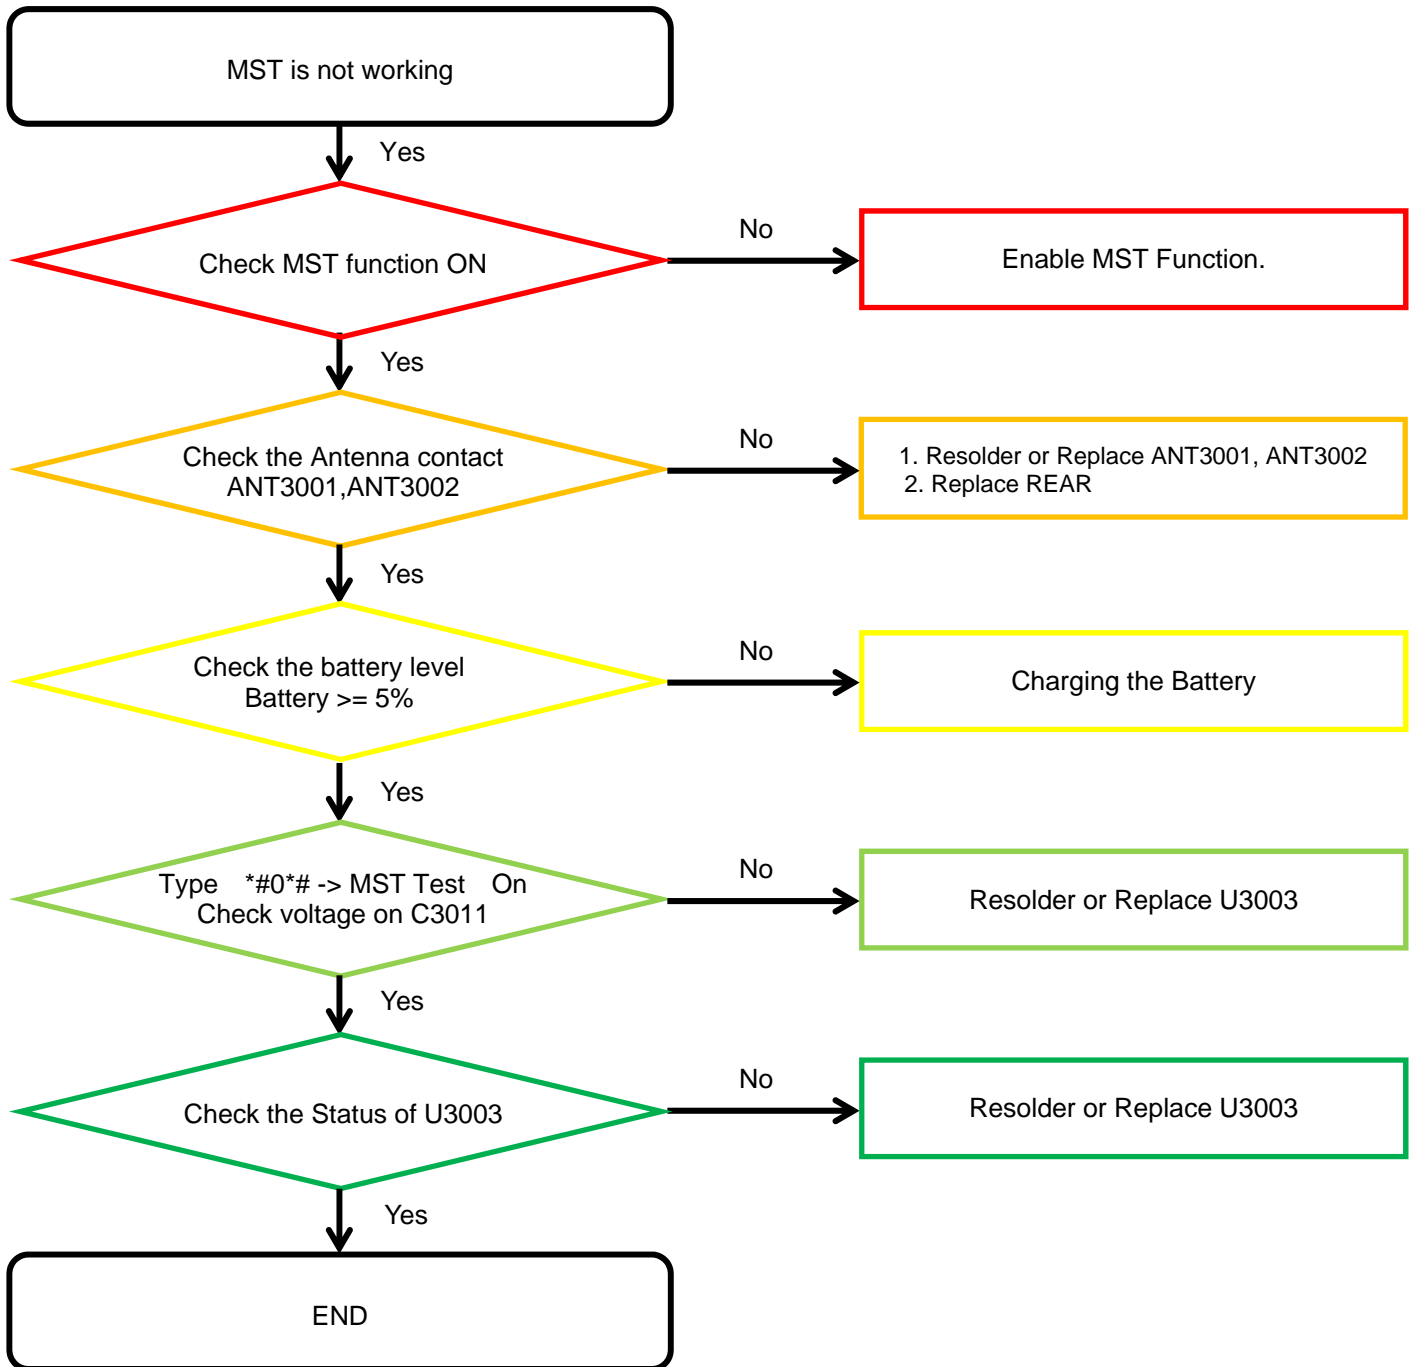 MST is not working
Yes
Check MST function ON
No
Enable MST Function.
Yes
Check the Antenna contact
ANT3001,ANT3002
No
1. Resolder or Replace ANT3001, ANT3002
2. Replace REAR
Yes
Check the battery level
Battery >= 5%
No
Charging the Battery
Yes
Type *#0*# -> MST Test On
Check voltage on C3011
No
Resolder or Replace U3003
Yes
Check the Status of U3003
No
Resolder or Replace U3003
Yes
END